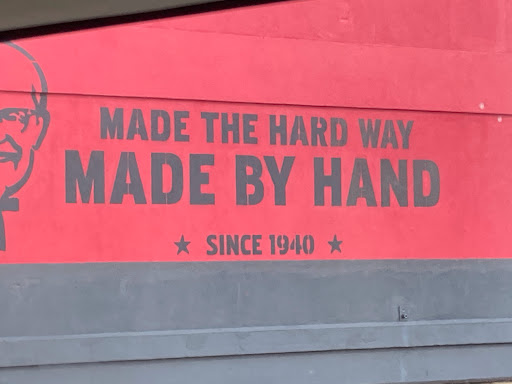 MADE THE HARD WAY
MADE BY HAND
★ SINCE 1940 ★